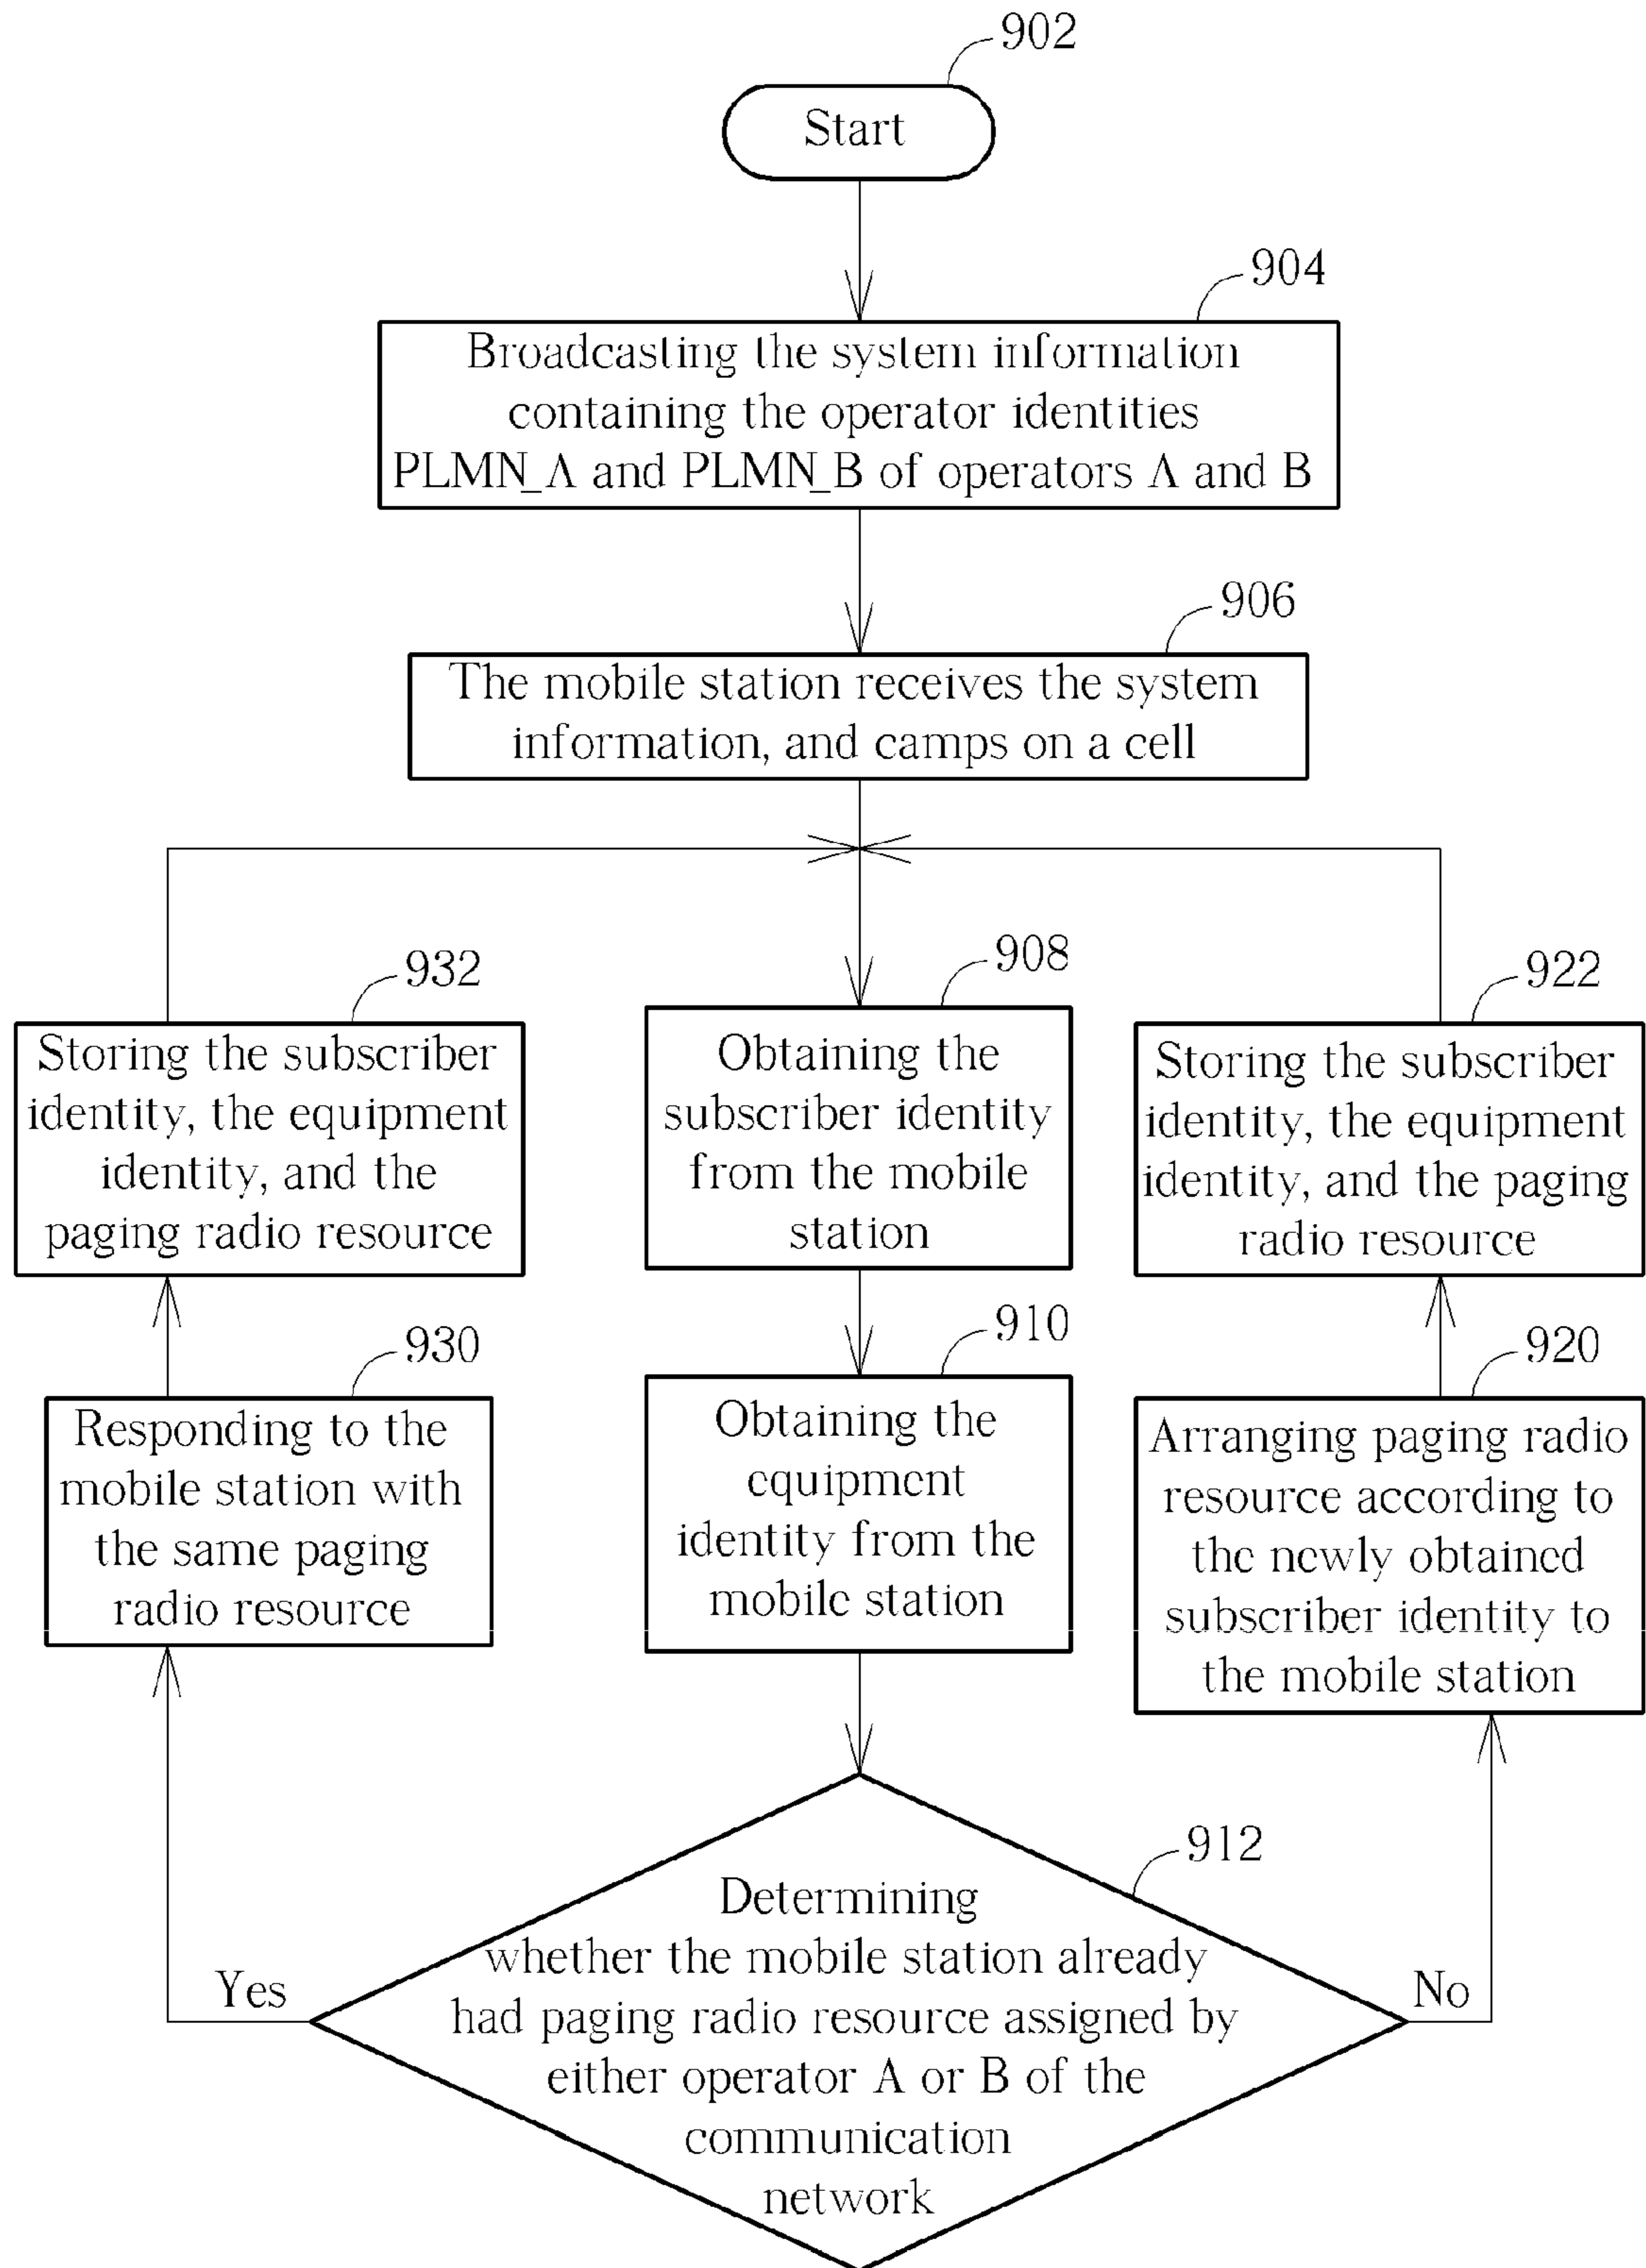 902
Start
904
Broadcasting the system information
containing the operator identities
PLMN_A and PLMN_B of operators A and B
906
The mobile station receives the system
information, and camps on a cell
932
Storing the subscriber
identity, the equipment
identity, and the
paging radio resource
908
Obtaining the
subscriber identity
from the mobile
station
922
Storing the subscriber
identity, the equipment
identity, and the paging
radio resource
930
Responding to the
mobile station with
the same paging
radio resource
910
Obtaining the
equipment
identity from the
mobile station
920
Arranging paging radio
resource according to
the newly obtained
subscriber identity to
the mobile station
912
Determining
whether the mobile station already
had paging radio resource assigned by
either operator A or B of the
communication
network
Yes
No